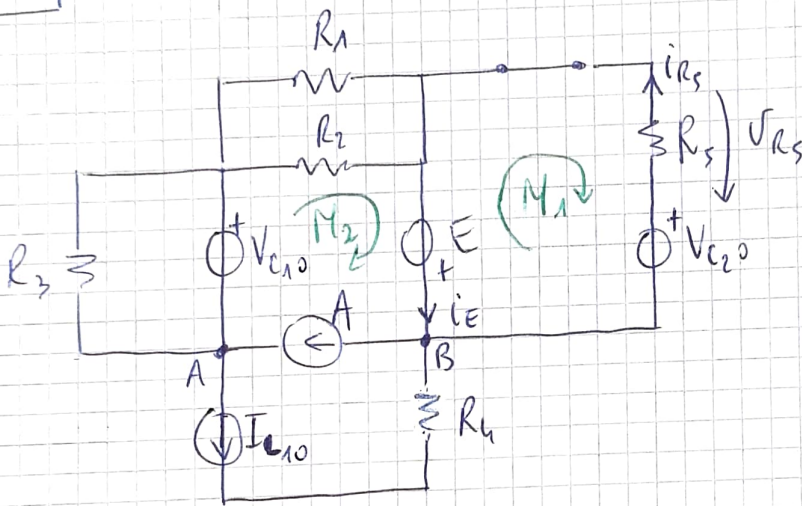 R1
iR5
R2
R5
VR5
M1
M2
+
VC10
E
+
+
VC20
R3
A
iE
A
B
IL10
R4